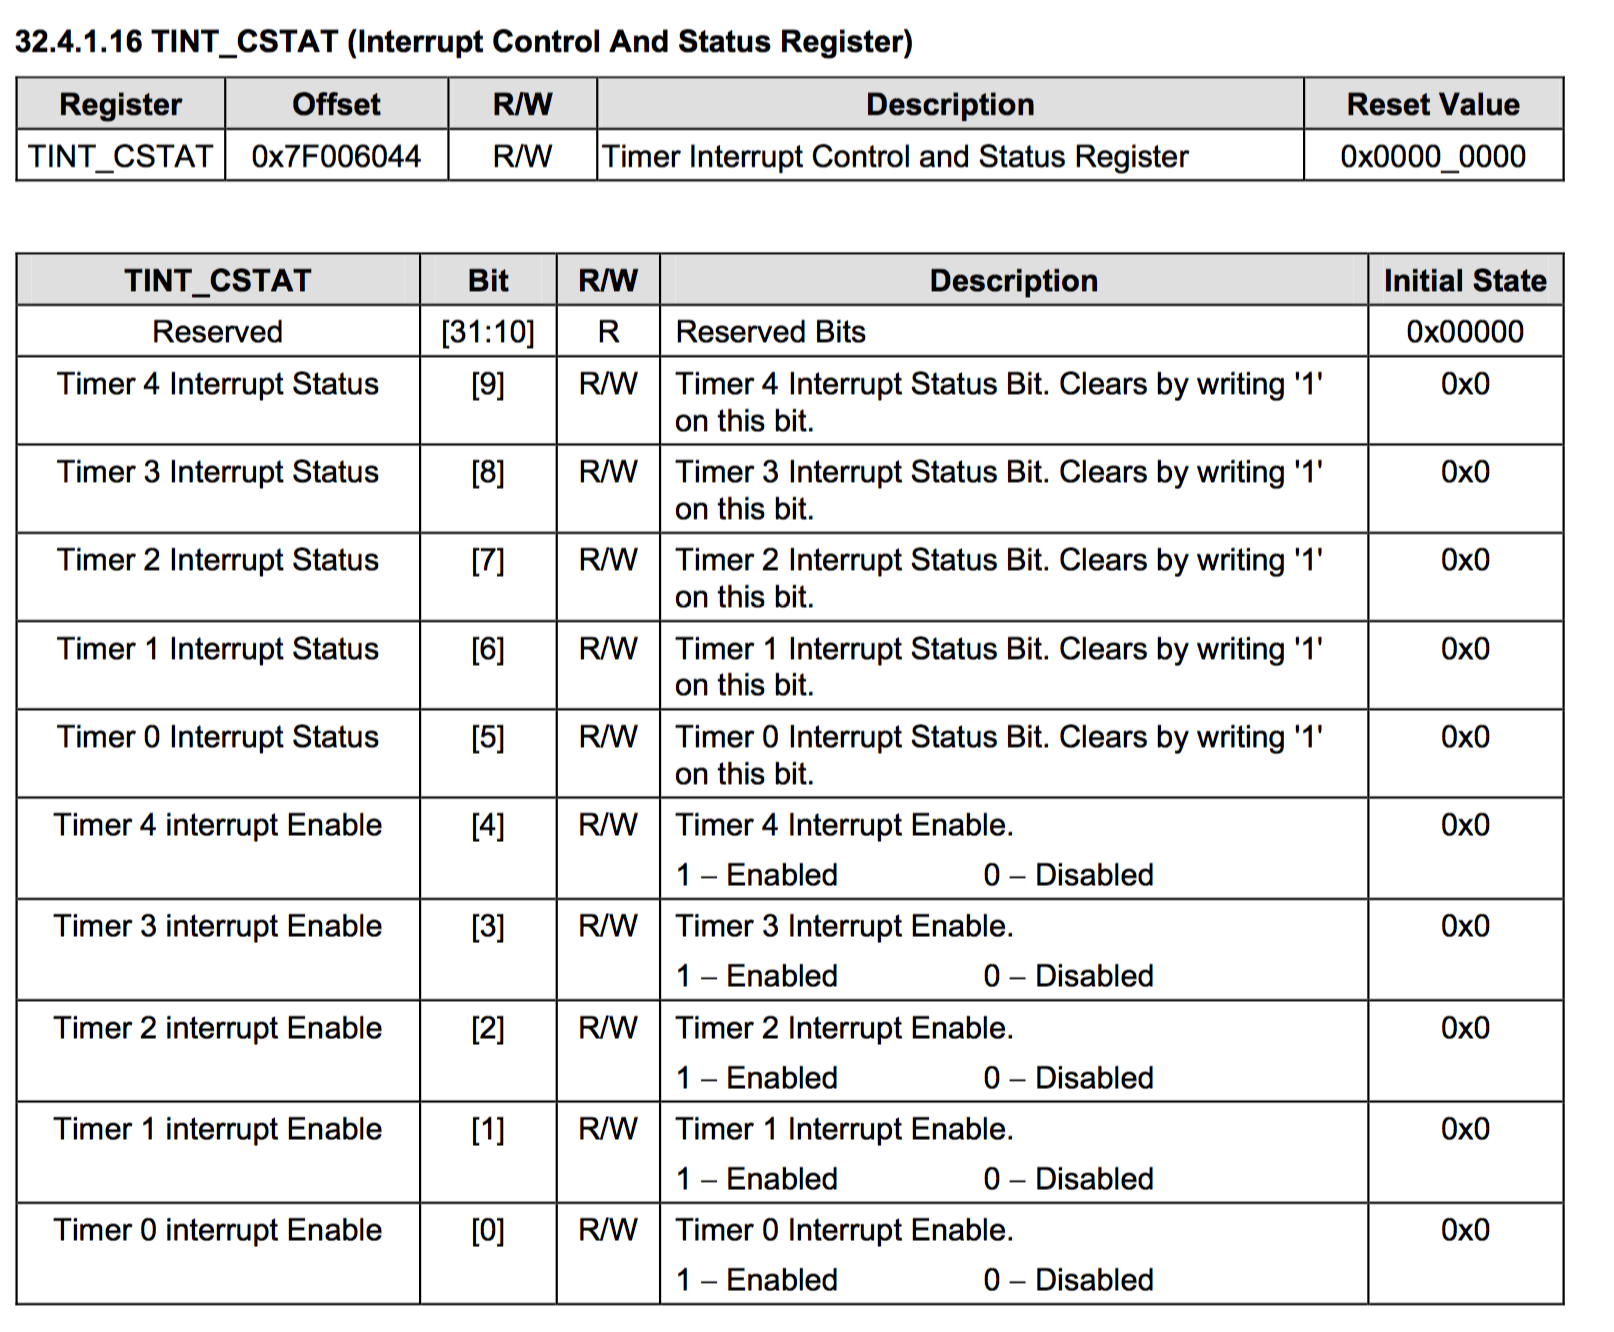 32.4.1.16 TINT_CSTAT (Interrupt Control And Status Register)
Register Offset R/W Description Reset Value
TINT_CSTAT 0x7F006044 R/W Timer Interrupt Control and Status Register 0x0000_0000
TINT_CSTAT Bit R/W Description Initial State
Reserved [31:10] R Reserved Bits 0x00000
Timer 4 Interrupt Status [9] R/W Timer 4 Interrupt Status Bit. Clears by writing '1' 0x0
on this bit.
Timer 3 Interrupt Status [8] R/W Timer 3 Interrupt Status Bit. Clears by writing '1' 0x0
on this bit.
Timer 2 Interrupt Status [7] R/W Timer 2 Interrupt Status Bit. Clears by writing '1' 0x0
on this bit.
Timer 1 Interrupt Status [6] R/W Timer 1 Interrupt Status Bit. Clears by writing '1' 0x0
on this bit.
Timer 0 Interrupt Status [5] R/W Timer 0 Interrupt Status Bit. Clears by writing '1' 0x0
on this bit.
Timer 4 interrupt Enable [4] R/W Timer 4 Interrupt Enable. 0x0
1 – Enabled 0 – Disabled
Timer 3 interrupt Enable [3] R/W Timer 3 Interrupt Enable. 0x0
1 – Enabled 0 – Disabled
Timer 2 interrupt Enable [2] R/W Timer 2 Interrupt Enable. 0x0
1 – Enabled 0 – Disabled
Timer 1 interrupt Enable [1] R/W Timer 1 Interrupt Enable. 0x0
1 – Enabled 0 – Disabled
Timer 0 interrupt Enable [0] R/W Timer 0 Interrupt Enable. 0x0
1 – Enabled 0 – Disabled